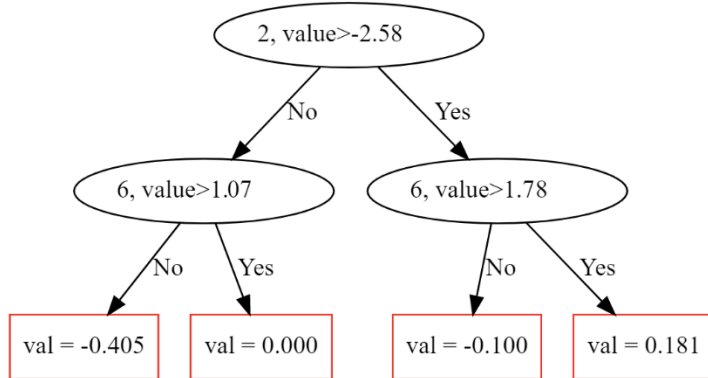 2, value>-2.58
No
Yes
6, value>1.07
6, value>1.78
No
Yes
No
Yes
val = -0.405
val = 0.000
val = -0.100
val = 0.181